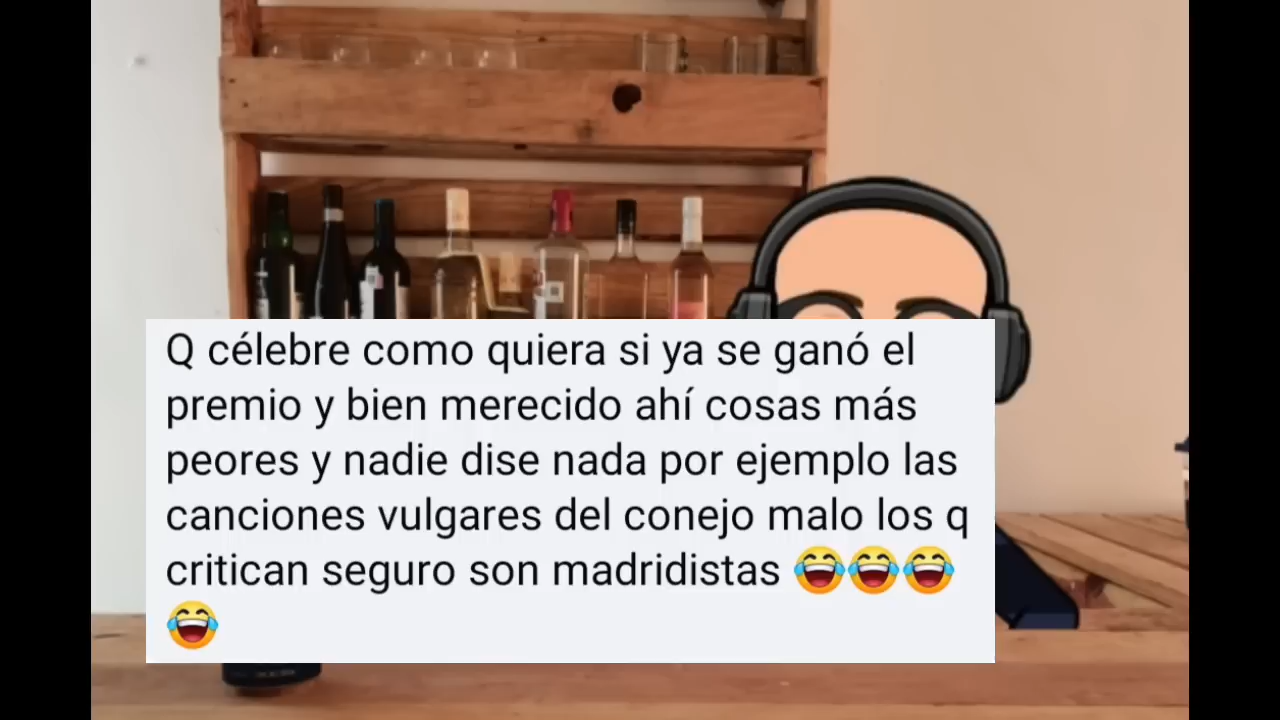 Q célebre como quiera si ya se ganó el
premio y bien merecido ahí cosas más
peores y nadie dise nada por ejemplo las
canciones vulgares del conejo malo los q
critican seguro son madridistas 😂😂😂
😂